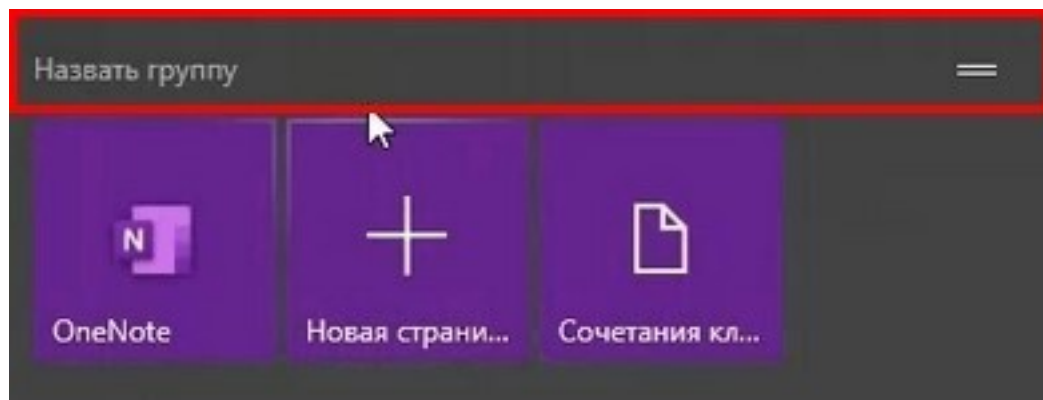 Назвать группу
N
OneNote
Новая страни...
Сочетания кл...